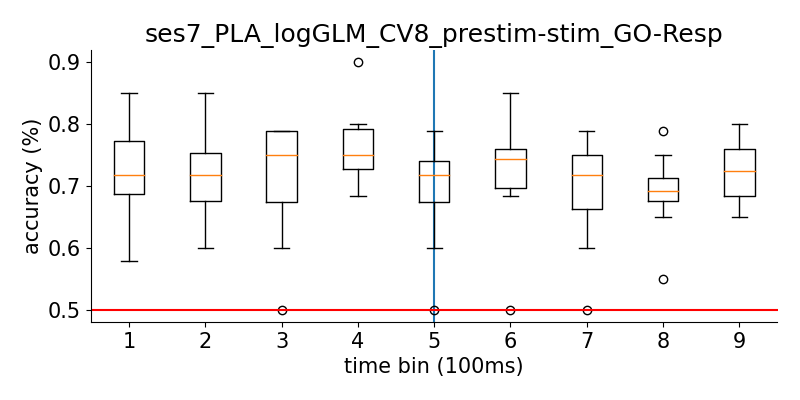 ses7_PLA_logGLM_CV8_prestim-stim_GO-Resp
accuracy (%)
0.9
0.8
0.7
0.6
0.5
1 2 3 4 5 6 7 8 9
time bin (100ms)